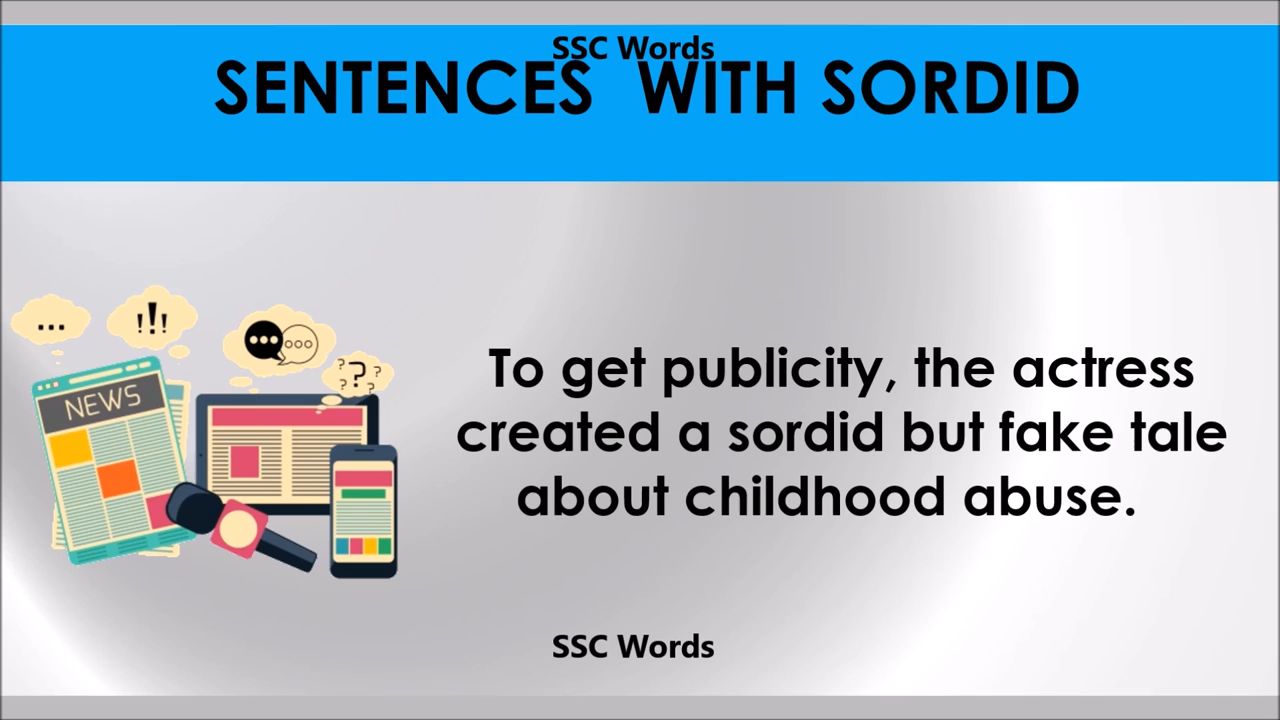 SSC Words
SENTENCES WITH SORDID
...
!!!
? ? ? ? ?
NEWS
To get publicity, the actress
created a sordid but fake tale
about childhood abuse.
SSC Words